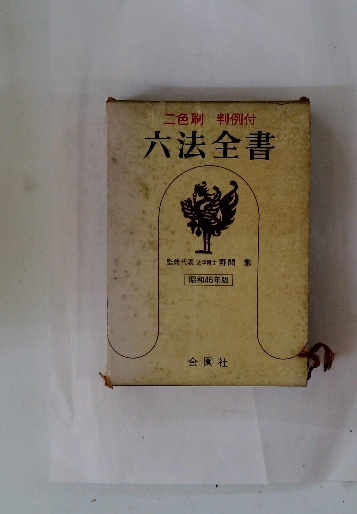 二色刷 判例付
六法全書
監修代表 法学博士 野間 繁
昭和46年版
会園社